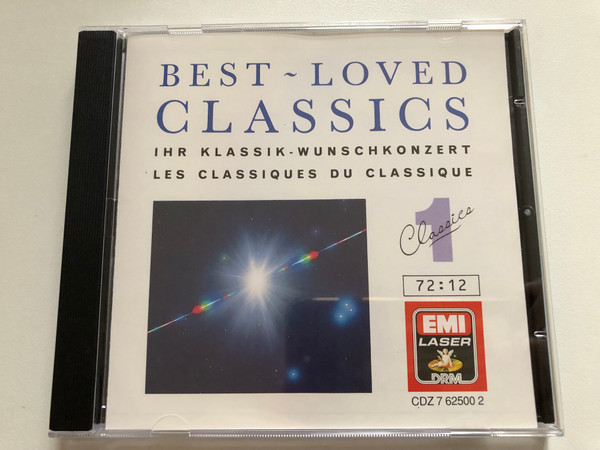 BEST ~ LOVED
CLASSICS
IHR KLASSIK-WUNSCHKONZERT
LES CLASSIQUES DU CLASSIQUE
1
Classics
72:12
EMI
LASER
DRM
CDZ 7 62500 2